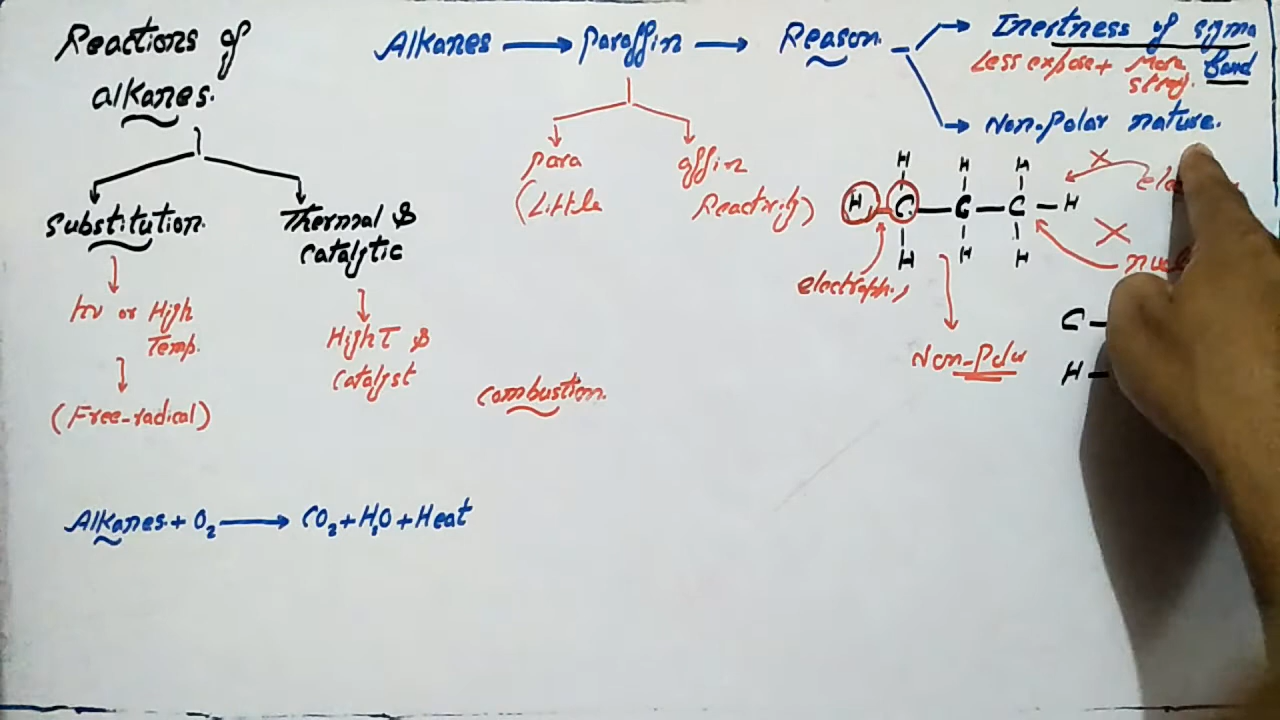 Reactions of
alkanes.
Substitution.
hν or High
Temp.
(Free-radical)
Thermal &
Catalytic
High T &
Catalyst
Combustion.
Alkanes + O2 → CO2 + H2O + Heat
Alkanes → Paraffin → Reason.
Para
(Little
affin
Reactivity)
Inertness of sigma
Less expose + More Bond
strong.
Non-Polar nature.
H H H
H C — C — C — H
H H H
Non-Polar
C —
H —